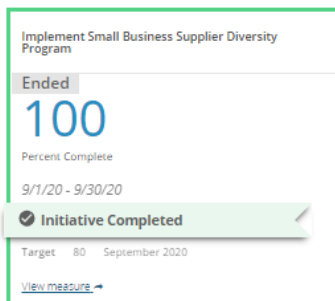 Implement Small Business Supplier Diversity
Program
Ended
100
Percent Complete
9/1/20 - 9/30/20
Initiative Completed
Target 80 September 2020
View measure